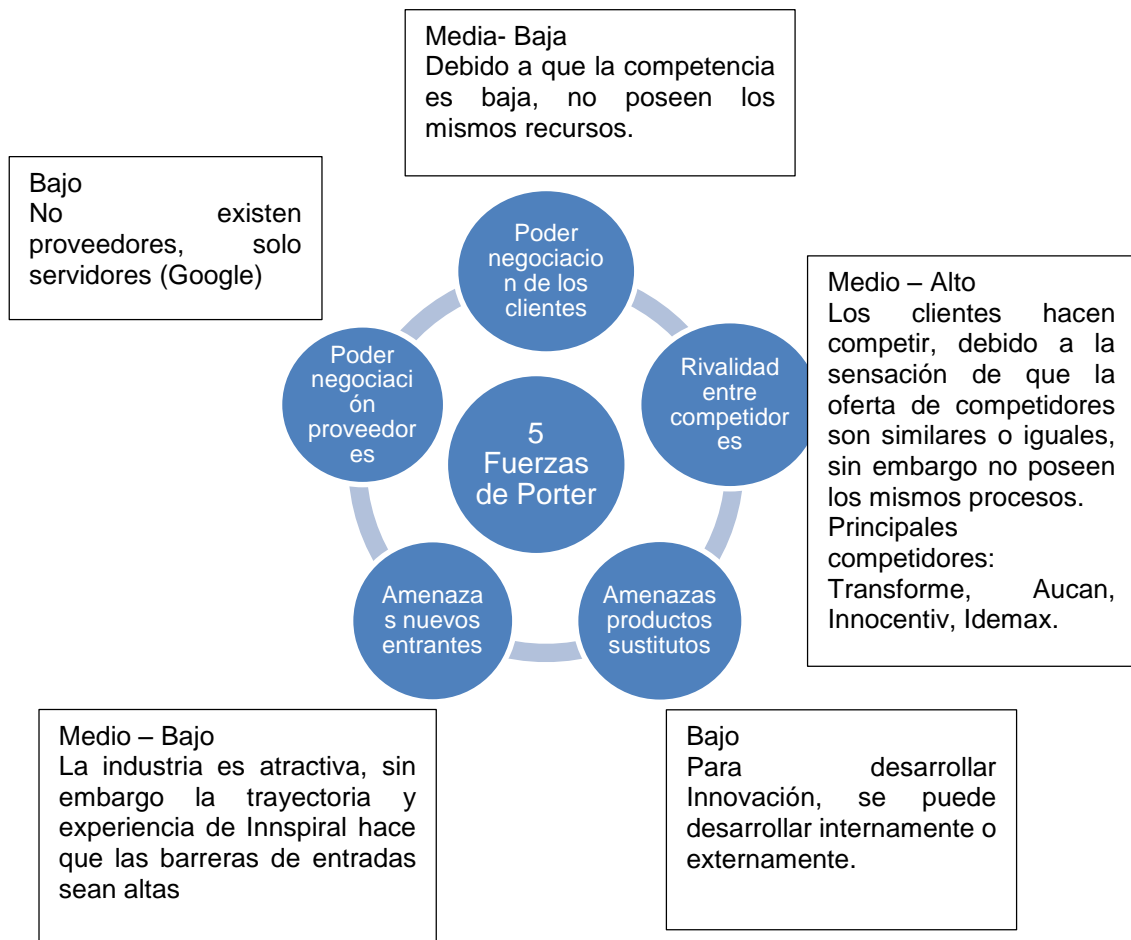 Media- Baja
Debido a que la competencia
es baja, no poseen los
mismos recursos.
Bajo
No existen
proveedores, solo
servidores (Google)
Poder
negociacio
n de los
clientes
Medio – Alto
Los clientes hacen
competir, debido a la
sensación de que la
oferta de competidores
son similares o iguales,
sin embargo no poseen
los mismos procesos.
Principales
competidores:
Transforme, Aucan,
Innocentiv, Idemax.
Poder
negociaci
ón
proveedor
es
Rivalidad
entre
competidor
es
5
Fuerzas
de Porter
Amenaza
s nuevos
entrantes
Amenazas
productos
sustitutos
Medio – Bajo
La industria es atractiva, sin
embargo la trayectoria y
experiencia de Innspiral hace
que las barreras de entradas
sean altas
Bajo
Para desarrollar
Innovación, se puede
desarrollar internamente o
externamente.